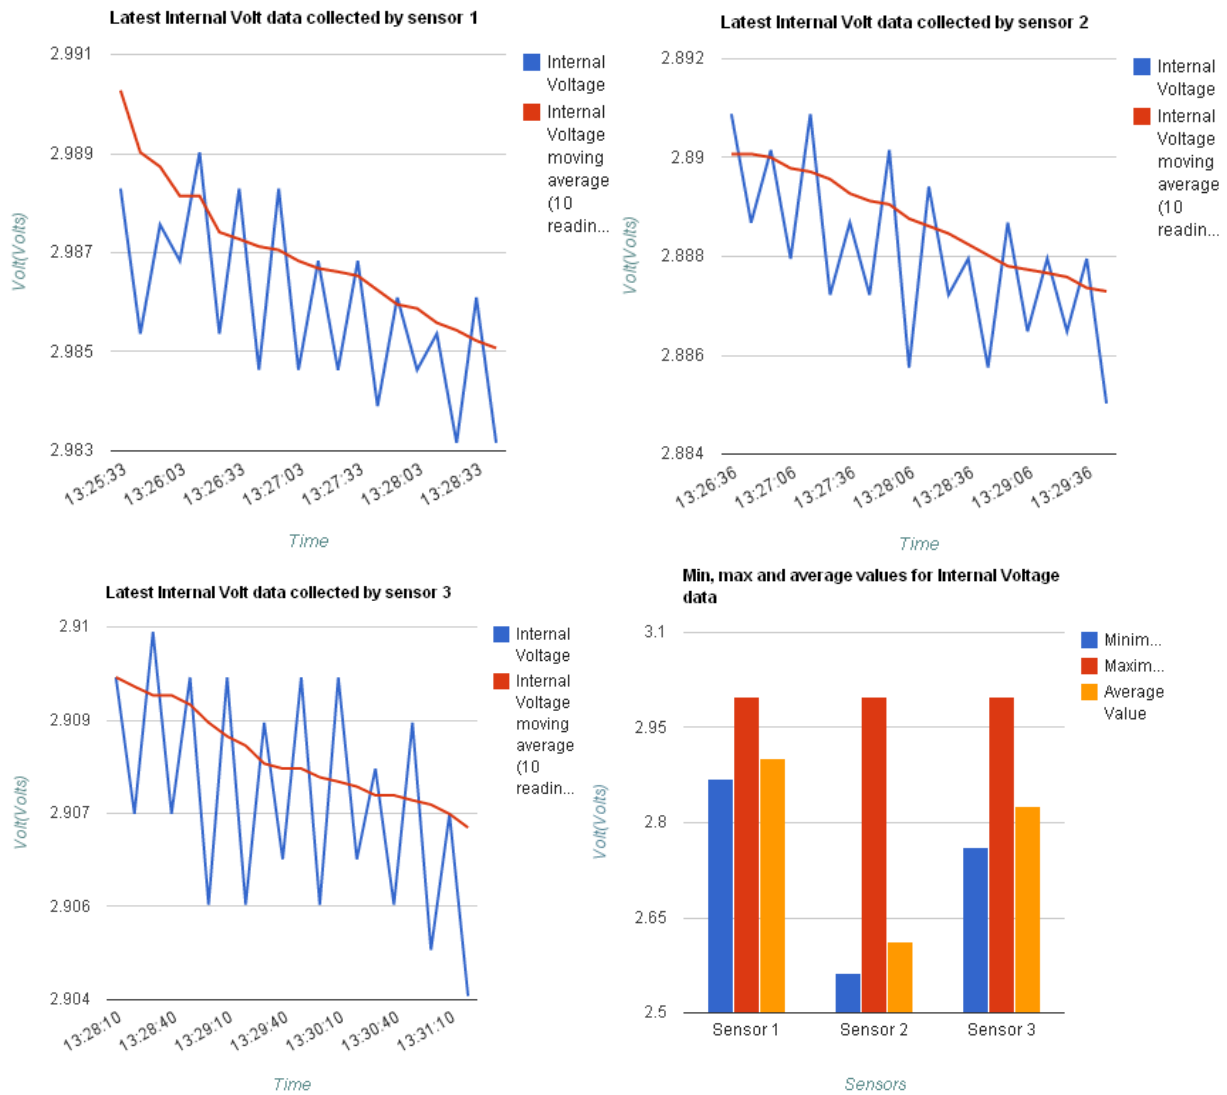 Latest Internal Volt data collected by sensor 1
2.991
2.989
2.987
2.985
2.983
Volt(Volts)
13:25:33
13:26:03
13:26:33
13:27:03
13:27:33
13:28:03
13:28:33
Time
Internal
Voltage
Internal
Voltage
moving
average
(10
readin...
Latest Internal Volt data collected by sensor 2
2.892
2.89
2.888
2.886
2.884
Volt(Volts)
13:26:36
13:27:06
13:27:36
13:28:06
13:28:36
13:29:06
13:29:36
Time
Internal
Voltage
Internal
Voltage
moving
average
(10
readin...
Latest Internal Volt data collected by sensor 3
2.91
2.909
2.907
2.906
2.904
Volt(Volts)
13:28:10
13:28:40
13:29:10
13:29:40
13:30:10
13:30:40
13:31:10
Time
Internal
Voltage
Internal
Voltage
moving
average
(10
readin...
Min, max and average values for Internal Voltage
data
3.1
2.95
2.8
2.65
2.5
Volt(Volts)
Sensor 1
Sensor 2
Sensor 3
Sensors
Minim...
Maxim...
Average
Value